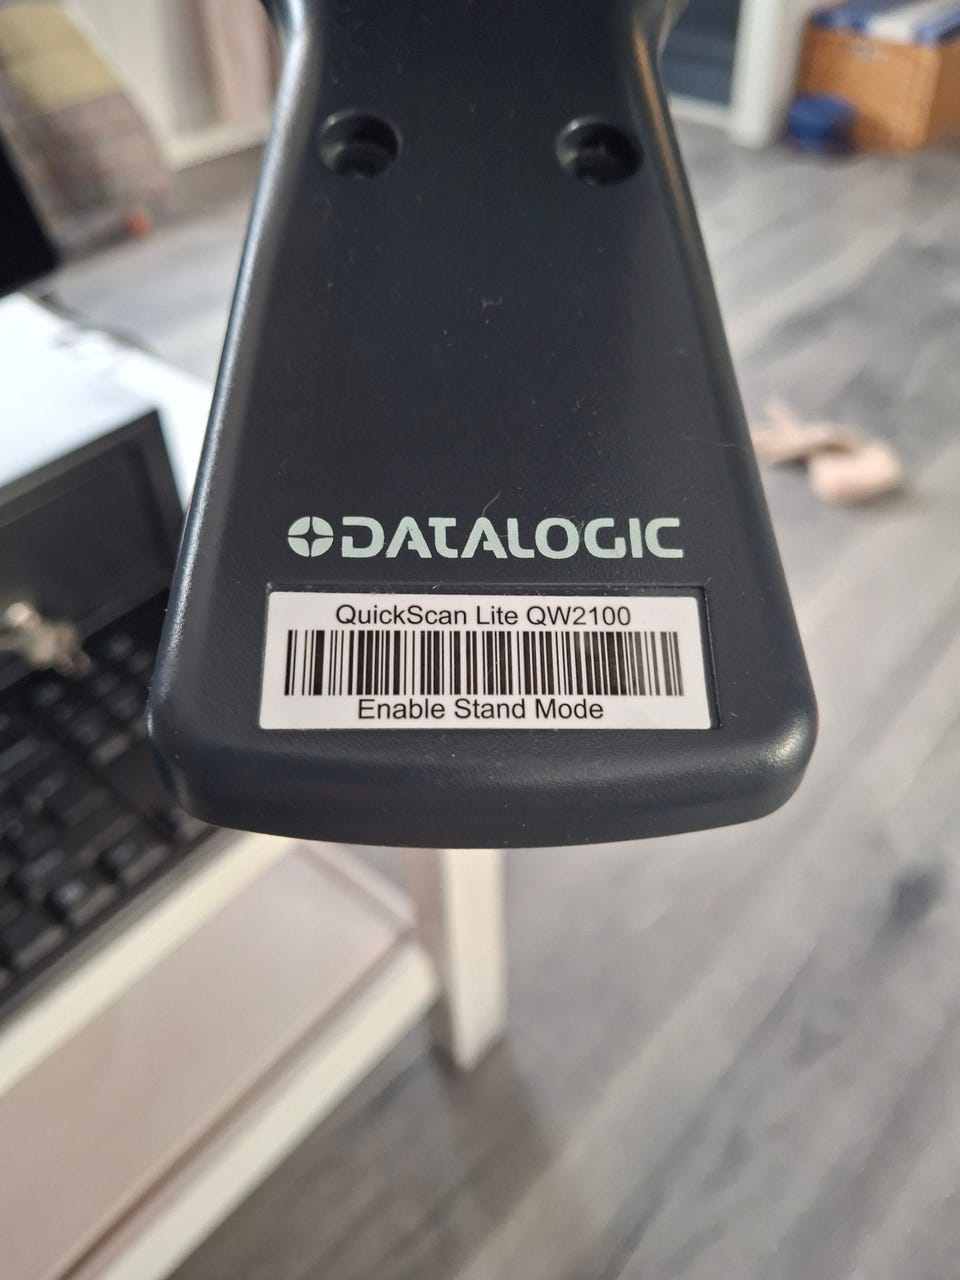 DATALOGIC
QuickScan Lite QW2100
Enable Stand Mode